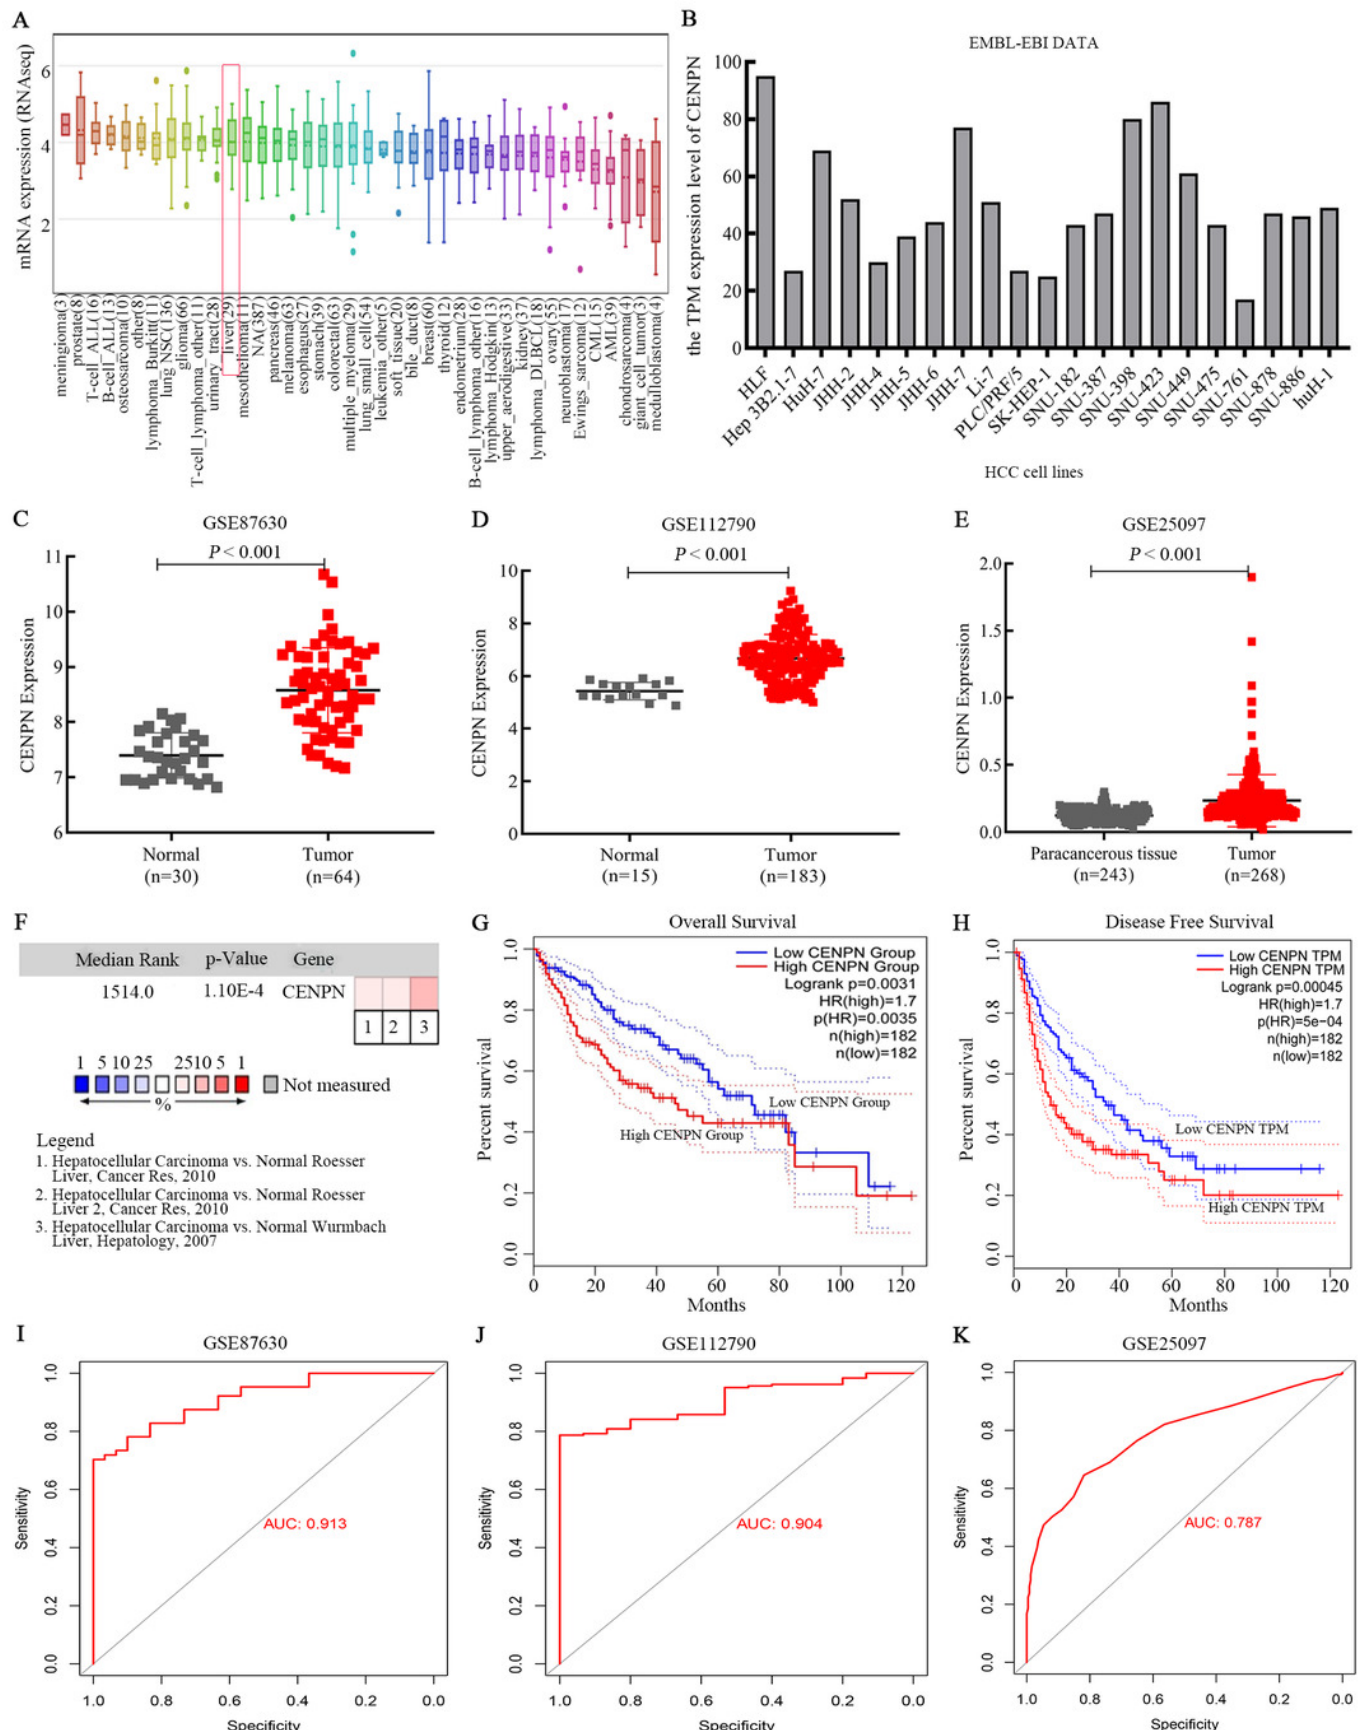 A
mRNA expression (RNAseq)
6
4
2
meningioma(3)
prostate(8)
T-cell_ALL(16)
B-cell_ALL(13)
osteosarcoma(10)
other(8)
lymphoma_Burkitt(11)
lung_NSC(136)
glioma(66)
T-cell_lymphoma_other(11)
urinary_tract(28)
liver(29)
mesothelioma(11)
NA(387)
pancreas(46)
melanoma(63)
esophagus(27)
stomach(39)
colorectal(63)
multiple_myeloma(29)
lung_small_cell(54)
leukemia_other(5)
soft_tissue(20)
bile_duct(8)
breast(60)
thyroid(12)
endometrium(28)
B-cell_lymphoma_other(16)
lymphoma_Hodgkin(13)
upper_aerodigestive(33)
kidney(37)
lymphoma_DLBCL(18)
ovary(55)
neuroblastoma(17)
Ewings_sarcoma(12)
CML(15)
AML(39)
chondrosarcoma(4)
giant_cell_tumor(3)
medulloblastoma(4)
B
EMBL-EBI DATA
the TPM expression level of CENPN
100
80
60
40
20
0
HLF
Hep 3B2.1-7
HuH-7
JHH-2
JHH-4
JHH-5
JHH-6
JHH-7
Li-7
PLC/PRF/5
SK-HEP-1
SNU-182
SNU-387
SNU-398
SNU-423
SNU-449
SNU-475
SNU-761
SNU-878
SNU-886
huH-1
HCC cell lines
C
GSE87630
P < 0.001
CENPN Expression
11
10
9
8
7
6
Normal
(n=30)
Tumor
(n=64)
D
GSE112790
P < 0.001
CENPN Expression
10
8
6
4
2
0
Normal
(n=15)
Tumor
(n=183)
E
GSE25097
P < 0.001
CENPN Expression
2.0
1.5
1.0
0.5
0.0
Paracancerous tissue
(n=243)
Tumor
(n=268)
F
Median Rank p-Value Gene
1514.0 1.10E-4 CENPN
1 2 3
1 5 10 25 25 10 5 1
%
Not measured
Legend
1. Hepatocellular Carcinoma vs. Normal Roesser
Liver, Cancer Res, 2010
2. Hepatocellular Carcinoma vs. Normal Roesser
Liver 2, Cancer Res, 2010
3. Hepatocellular Carcinoma vs. Normal Wurmbach
Liver, Hepatology, 2007
G
Overall Survival
Low CENPN Group
High CENPN Group
Logrank p=0.0031
HR(high)=1.7
p(HR)=0.0035
n(high)=182
n(low)=182
Low CENPN Group
High CENPN Group
Percent survival
1.0
0.8
0.6
0.4
0.2
0.0
0 20 40 60 80 100 120
Months
H
Disease Free Survival
Low CENPN TPM
High CENPN TPM
Logrank p=0.00045
HR(high)=1.7
p(HR)=5e−04
n(high)=182
n(low)=182
Low CENPN TPM
High CENPN TPM
Percent survival
1.0
0.8
0.6
0.4
0.2
0.0
0 20 40 60 80 100 120
Months
I
GSE87630
Sensitivity
1.0
0.8
0.6
0.4
0.2
0.0
AUC: 0.913
1.0 0.8 0.6 0.4 0.2 0.0
Specificity
J
GSE112790
Sensitivity
1.0
0.8
0.6
0.4
0.2
0.0
AUC: 0.904
1.0 0.8 0.6 0.4 0.2 0.0
Specificity
K
GSE25097
Sensitivity
1.0
0.8
0.6
0.4
0.2
0.0
AUC: 0.787
1.0 0.8 0.6 0.4 0.2 0.0
Specificity